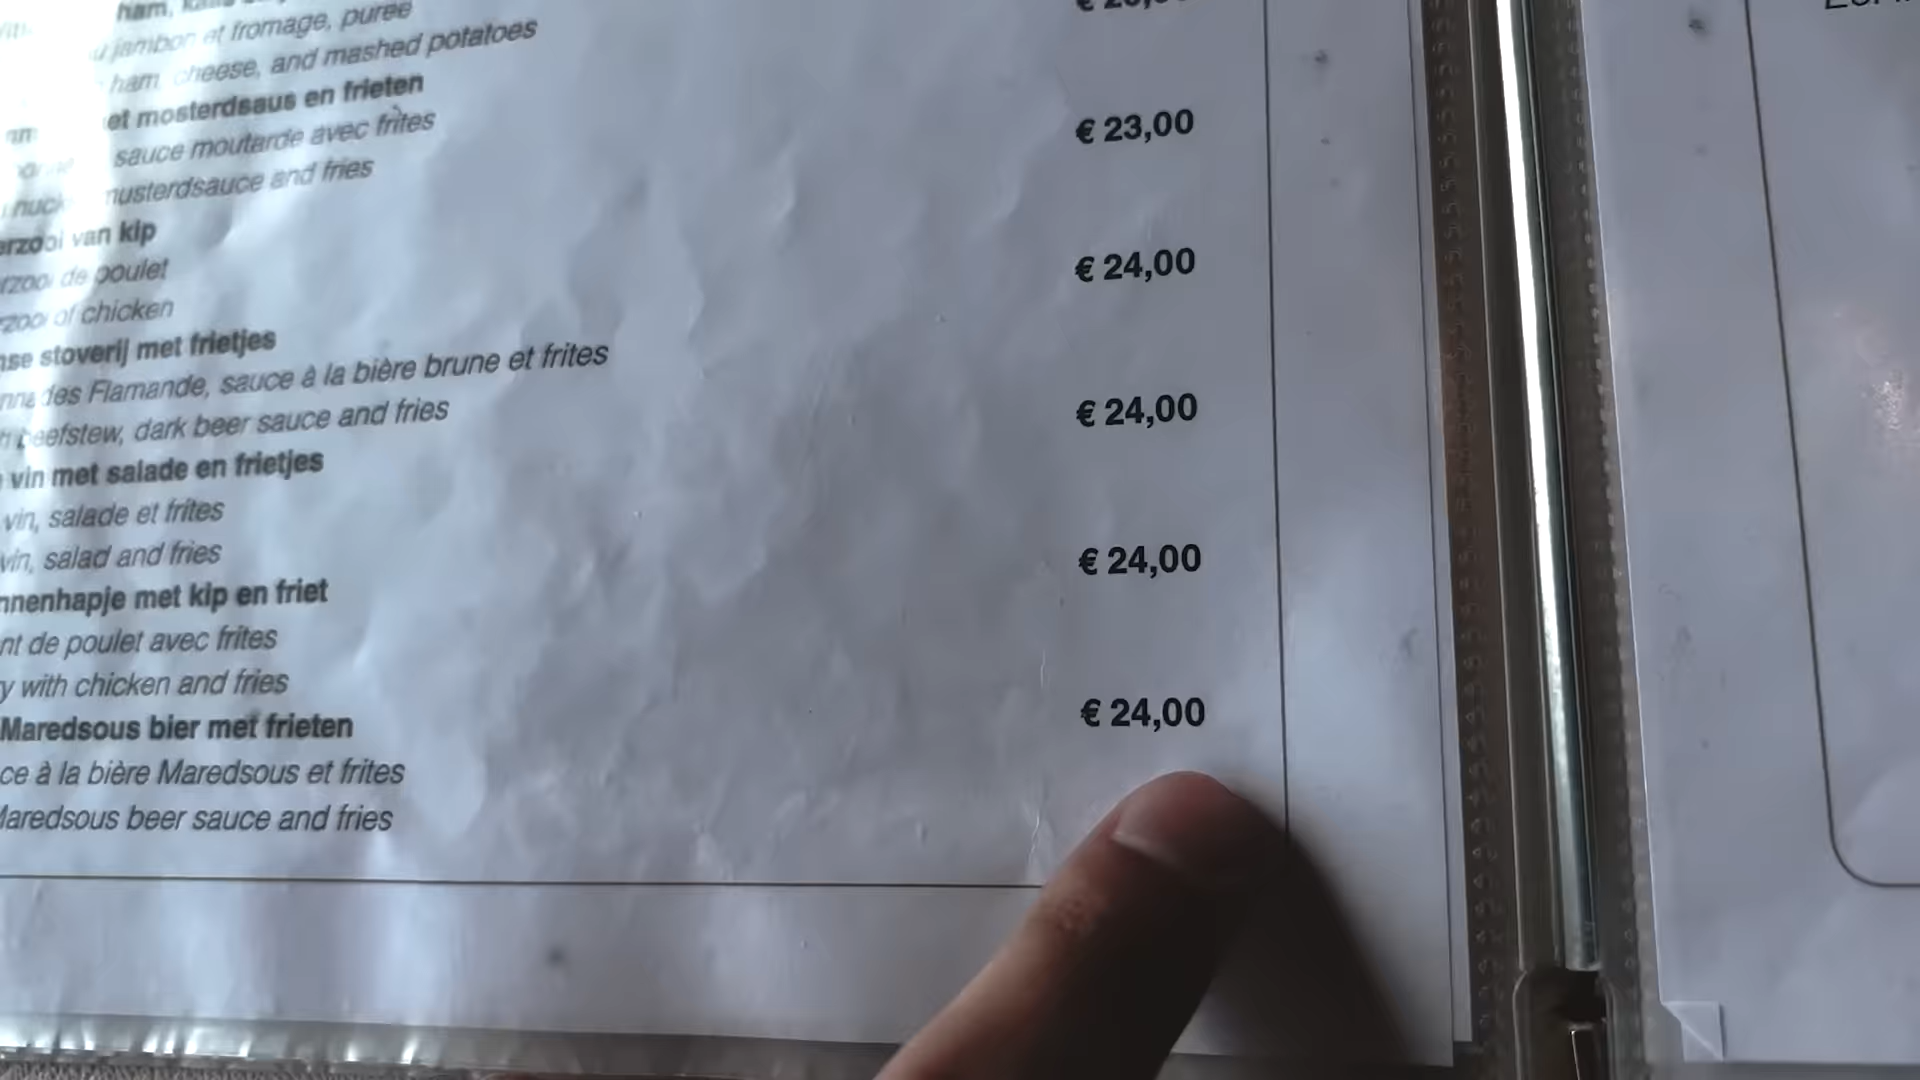 ham,
jambon et fromage, purée
ham, cheese, and mashed potatoes
et mosterdsaus en frieten
€ 23,00
sauce moutarde avec frites
musterdsauce and fries
erzooi van kip
€ 24,00
rzooi de poulet
rzooi of chicken
nse stoverij met frietjes
€ 24,00
des Flamande, sauce à la bière brune et frites
beefstew, dark beer sauce and fries
vin met salade en frietjes
€ 24,00
vin, salade et frites
vin, salad and fries
nnenhapje met kip en friet
€ 24,00
nt de poulet avec frites
y with chicken and fries
Maredsous bier met frieten
ce à la bière Maredsous et frites
Maredsous beer sauce and fries